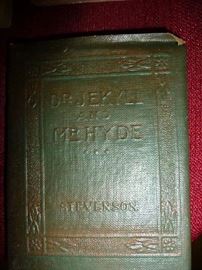 DR. JEKYLL
AND
MR. HYDE
STEVENSON